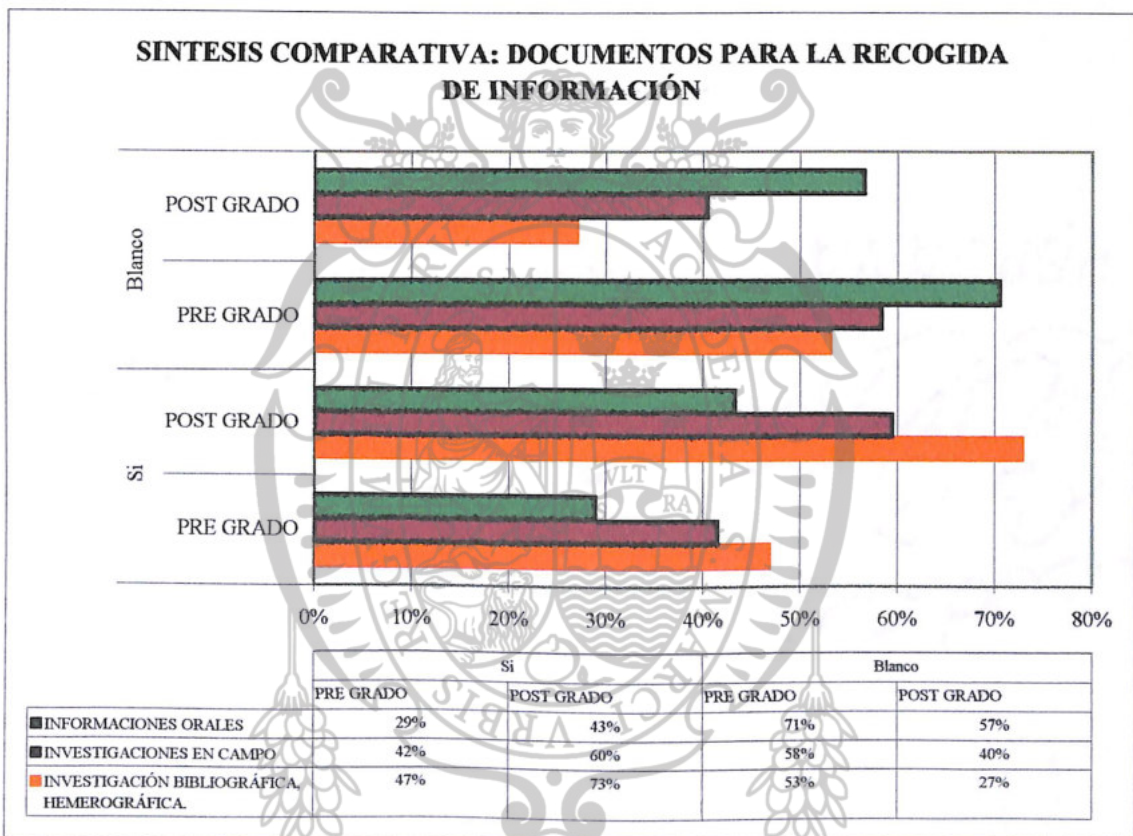 SINTESIS COMPARATIVA: DOCUMENTOS PARA LA RECOGIDA
DE INFORMACIÓN
Blanco
POST GRADO
PRE GRADO
Si
POST GRADO
PRE GRADO
0% 10% 20% 30% 40% 50% 60% 70% 80%
Si Blanco
PRE GRADO POST GRADO PRE GRADO POST GRADO
INFORMACIONES ORALES 29% 43% 71% 57%
INVESTIGACIONES EN CAMPO 42% 60% 58% 40%
INVESTIGACIÓN BIBLIOGRÁFICA, 47% 73% 53% 27%
HEMEROGRÁFICA.
VLT
RA